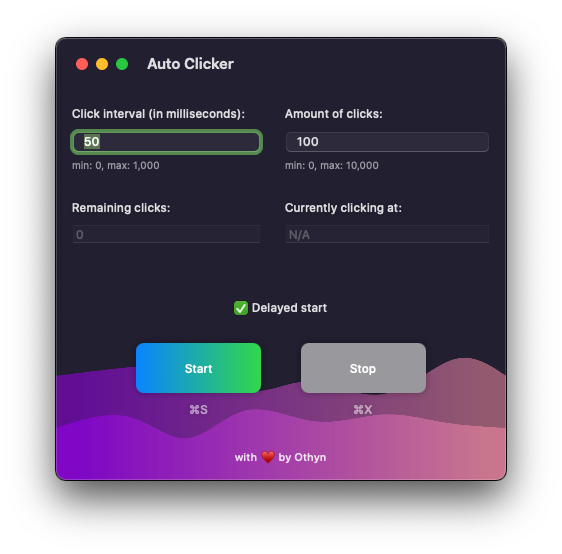 Auto Clicker
Click interval (in milliseconds): Amount of clicks:
50 100
min: 0, max: 1,000 min: 0, max: 10,000
Remaining clicks: Currently clicking at:
0 N/A
✅ Delayed start
Start Stop
⌘S ⌘X
with ❤️ by Othyn